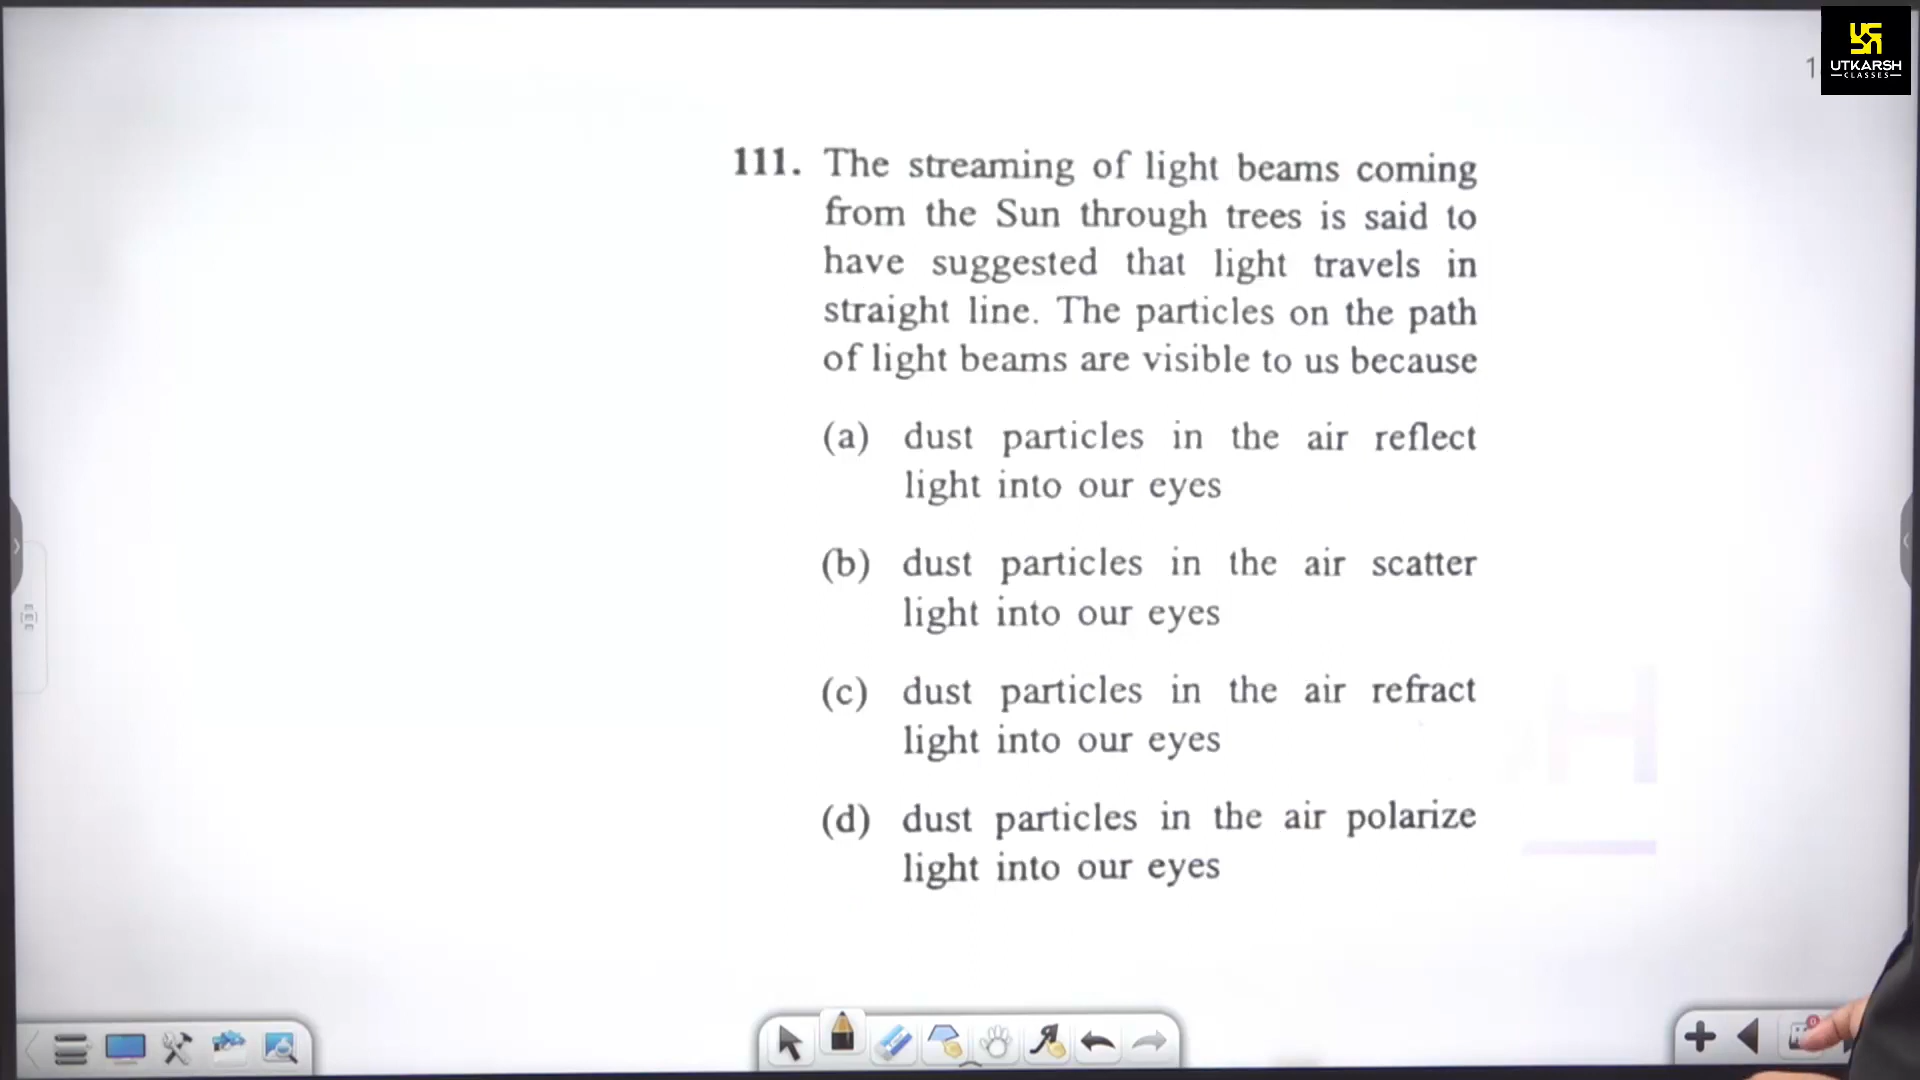 UTKARSH
CLASSES
1
111. The streaming of light beams coming
from the Sun through trees is said to
have suggested that light travels in
straight line. The particles on the path
of light beams are visible to us because
(a) dust particles in the air reflect
light into our eyes
(b) dust particles in the air scatter
light into our eyes
(c) dust particles in the air refract
light into our eyes
(d) dust particles in the air polarize
light into our eyes